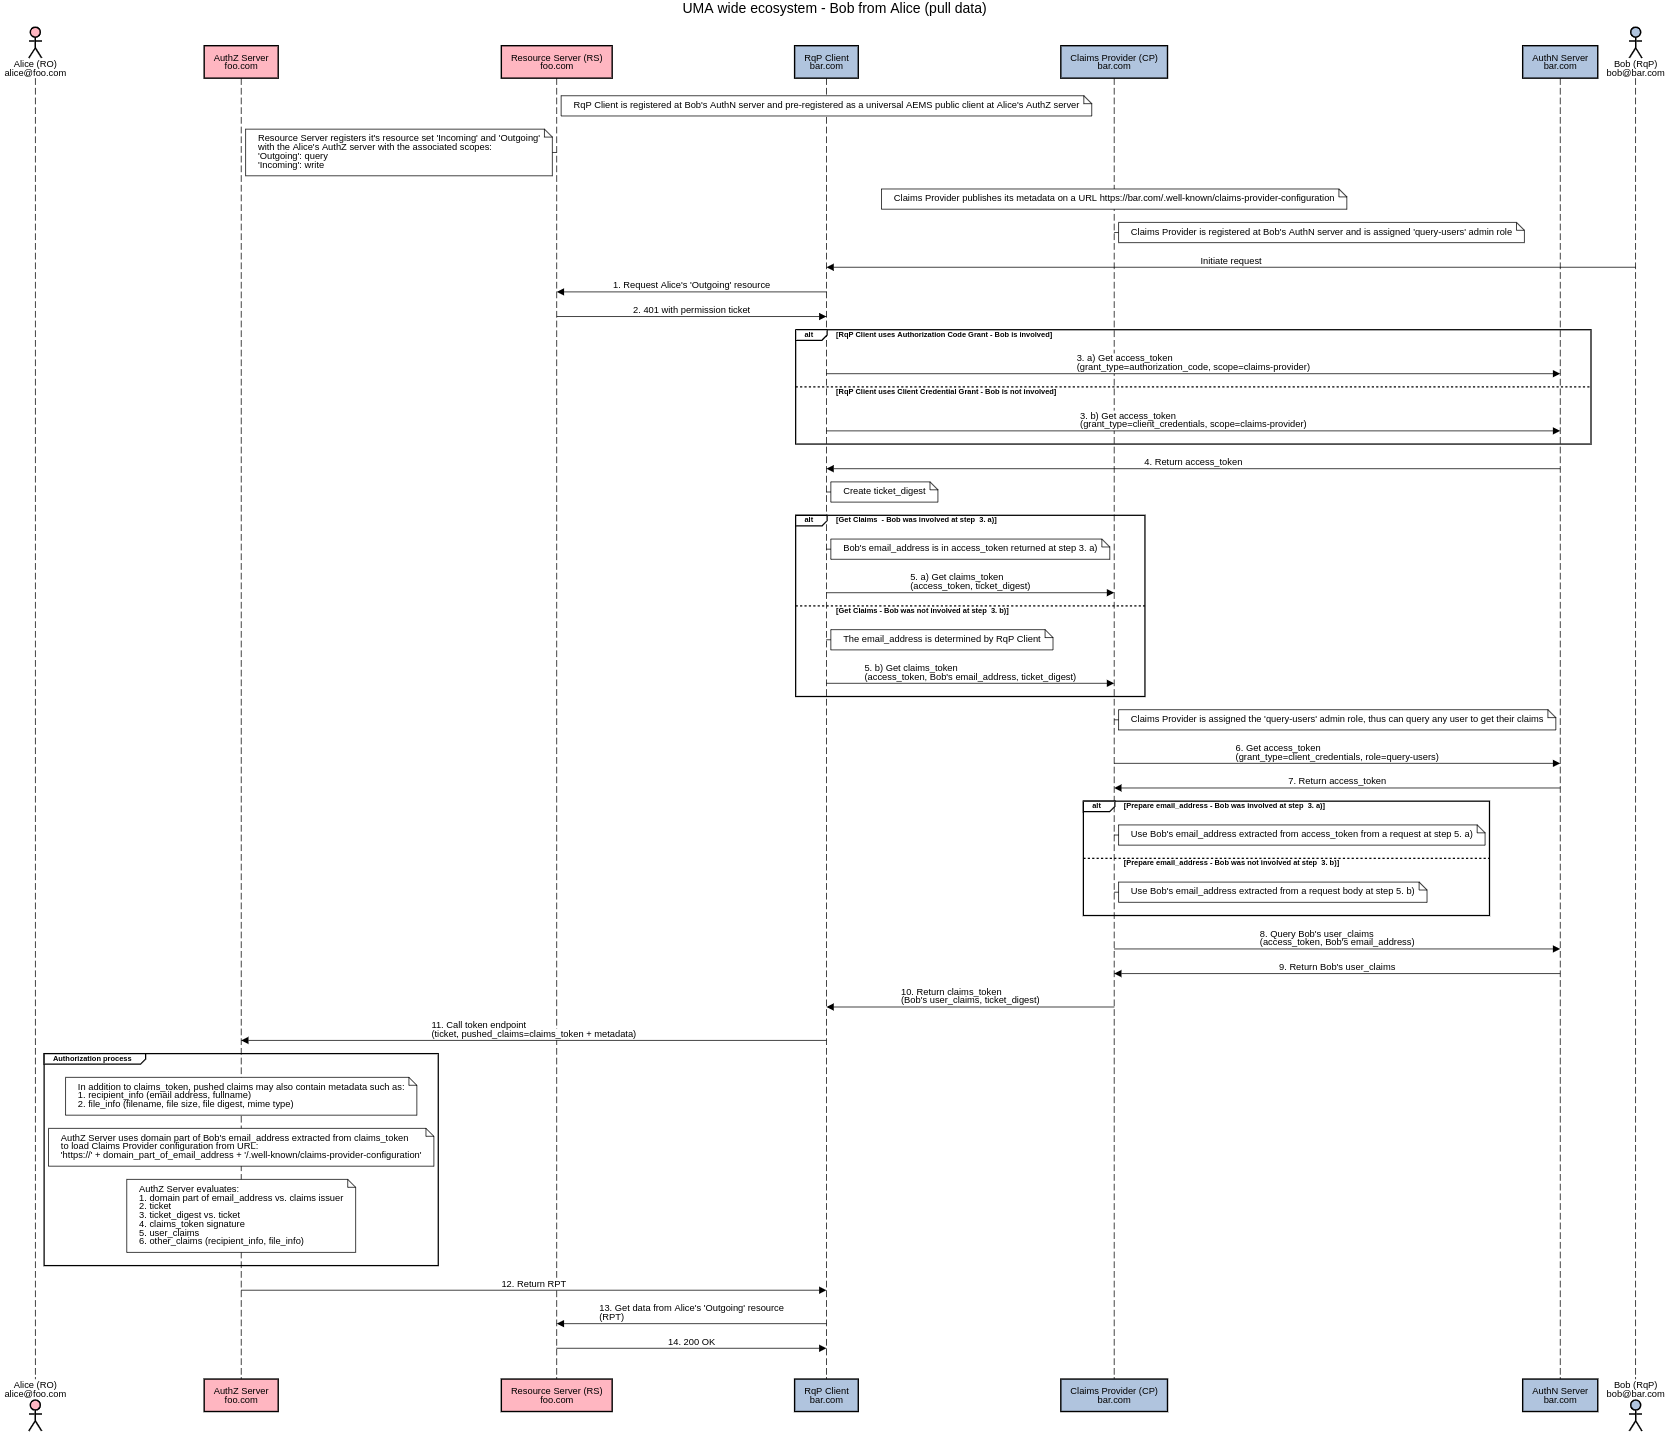 UMA wide ecosystem - Bob from Alice (pull data)
Alice (RO)
alice@foo.com
AuthZ Server
foo.com
Resource Server (RS)
foo.com
RqP Client
bar.com
Claims Provider (CP)
bar.com
AuthN Server
bar.com
Bob (RqP)
bob@bar.com
RqP Client is registered at Bob's AuthN server and pre-registered as a universal AEMS public client at Alice's AuthZ server
Resource Server registers it's resource set 'Incoming' and 'Outgoing'
with the Alice's AuthZ server with the associated scopes:
'Outgoing': query
'Incoming': write
Claims Provider publishes its metadata on a URL https://bar.com/.well-known/claims-provider-configuration
Claims Provider is registered at Bob's AuthN server and is assigned 'query-users' admin role
Initiate request
1. Request Alice's 'Outgoing' resource
2. 401 with permission ticket
alt [RqP Client uses Authorization Code Grant - Bob is involved]
3. a) Get access_token
(grant_type=authorization_code, scope=claims-provider)
[RqP Client uses Client Credential Grant - Bob is not involved]
3. b) Get access_token
(grant_type=client_credentials, scope=claims-provider)
4. Return access_token
Create ticket_digest
alt [Get Claims  - Bob was involved at step  3. a)]
Bob's email_address is in access_token returned at step 3. a)
5. a) Get claims_token
(access_token, ticket_digest)
[Get Claims - Bob was not involved at step  3. b)]
The email_address is determined by RqP Client
5. b) Get claims_token
(access_token, Bob's email_address, ticket_digest)
Claims Provider is assigned the 'query-users' admin role, thus can query any user to get their claims
6. Get access_token
(grant_type=client_credentials, role=query-users)
7. Return access_token
alt [Prepare email_address - Bob was involved at step  3. a)]
Use Bob's email_address extracted from access_token from a request at step 5. a)
[Prepare email_address - Bob was not involved at step  3. b)]
Use Bob's email_address extracted from a request body at step 5. b)
8. Query Bob's user_claims
(access_token, Bob's email_address)
9. Return Bob's user_claims
10. Return claims_token
(Bob's user_claims, ticket_digest)
11. Call token endpoint
(ticket, pushed_claims=claims_token + metadata)
Authorization process
In addition to claims_token, pushed claims may also contain metadata such as:
1. recipient_info (email address, fullname)
2. file_info (filename, file size, file digest, mime type)
AuthZ Server uses domain part of Bob's email_address extracted from claims_token
to load Claims Provider configuration from URL:
'https://' + domain_part_of_email_address + '/.well-known/claims-provider-configuration'
AuthZ Server evaluates:
1. domain part of email_address vs. claims issuer
2. ticket
3. ticket_digest vs. ticket
4. claims_token signature
5. user_claims
6. other_claims (recipient_info, file_info)
12. Return RPT
13. Get data from Alice's 'Outgoing' resource
(RPT)
14. 200 OK
Alice (RO)
alice@foo.com
AuthZ Server
foo.com
Resource Server (RS)
foo.com
RqP Client
bar.com
Claims Provider (CP)
bar.com
AuthN Server
bar.com
Bob (RqP)
bob@bar.com